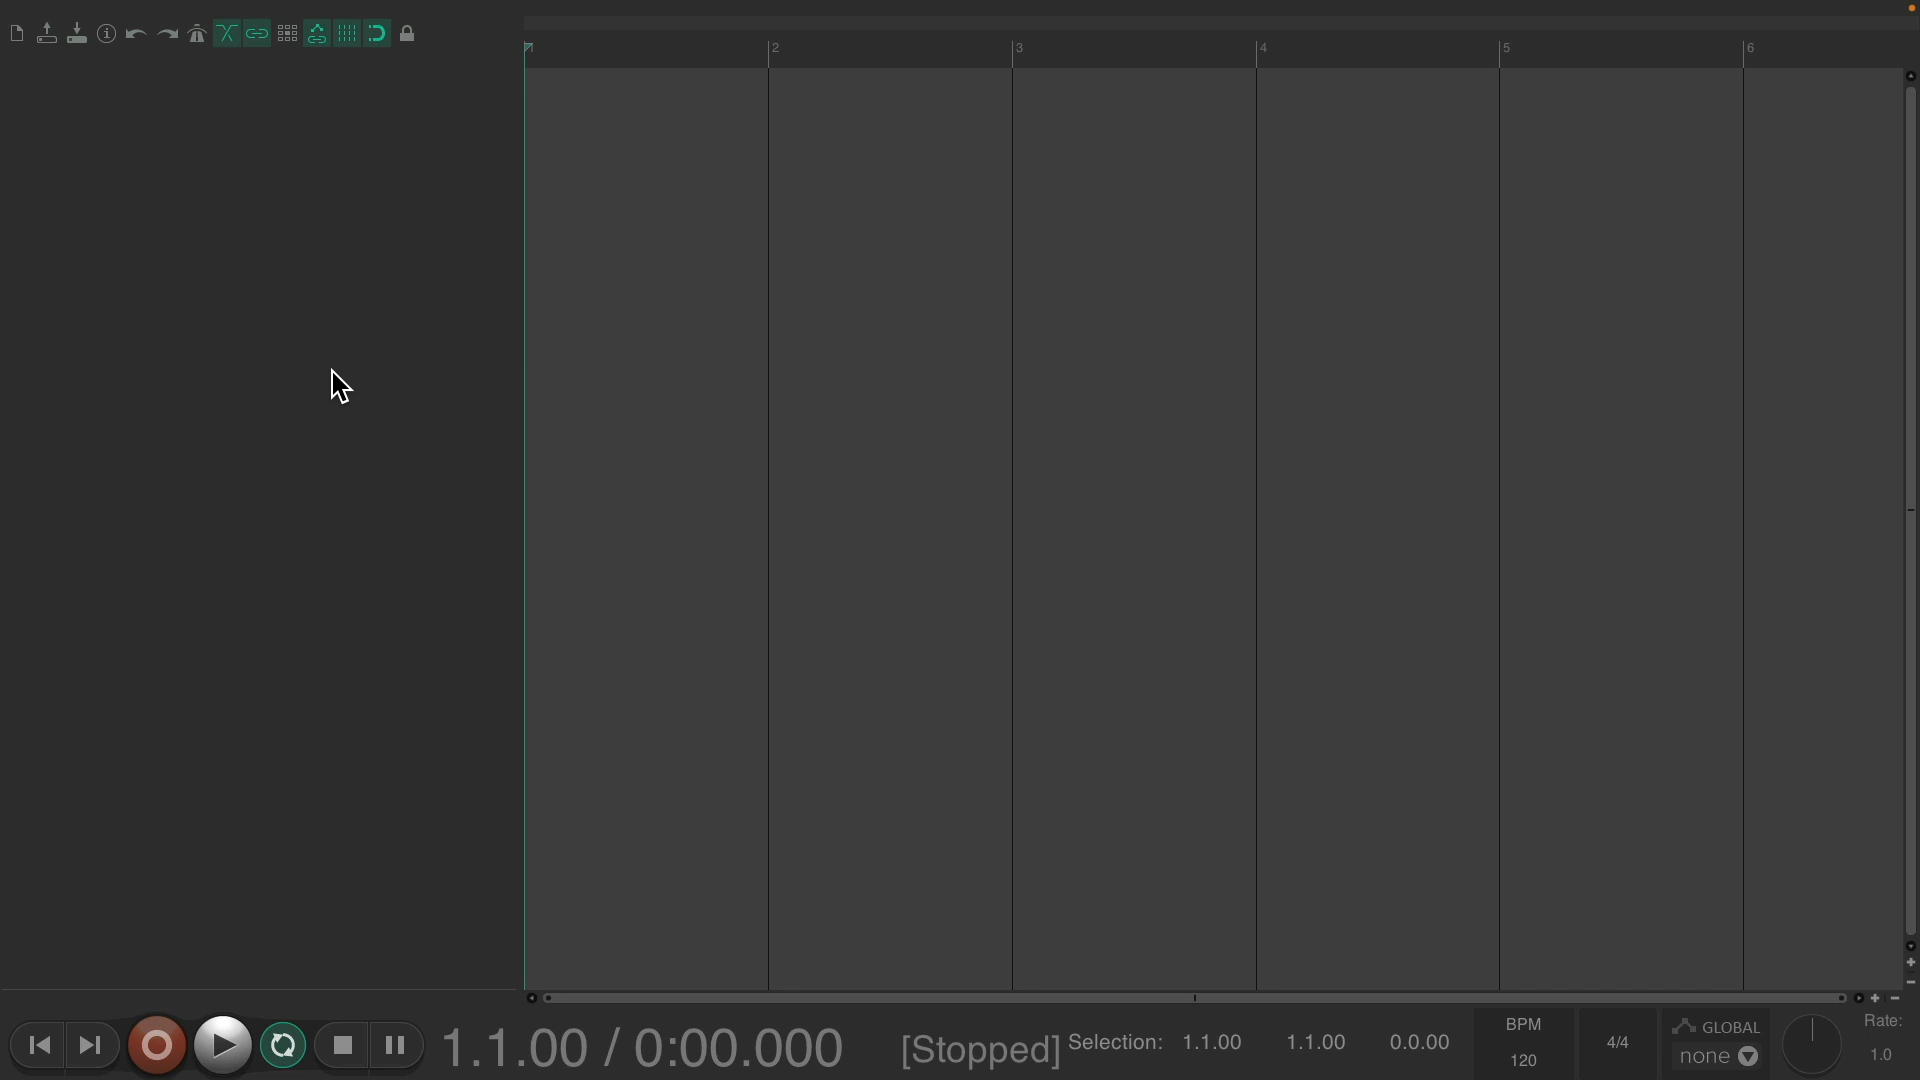 2 3 4 5 6
1.1.00 / 0:00.000 [Stopped] Selection: 1.1.00 1.1.00 0.0.00
BPM
120
4/4
GLOBAL
none
Rate:
1.0